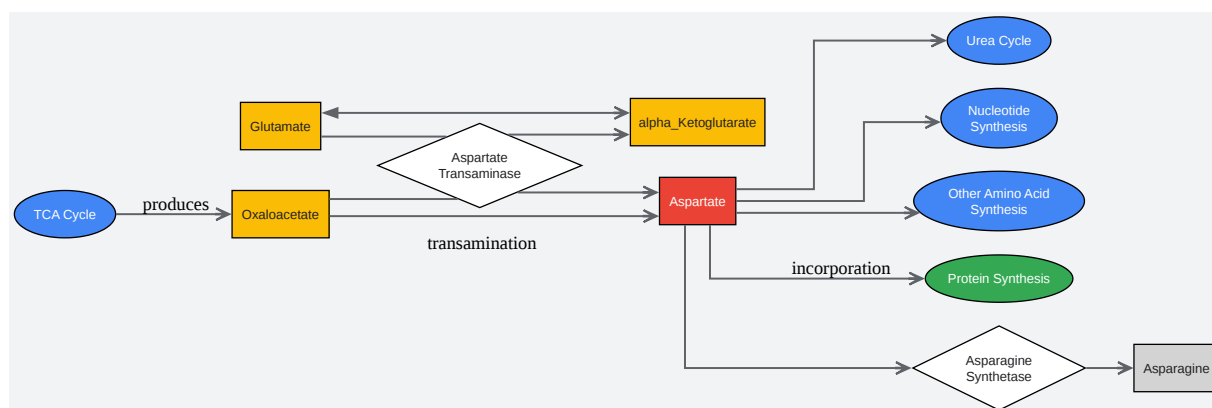 Urea Cycle
Nucleotide
Synthesis
Glutamate
alpha_Ketoglutarate
Aspartate
Transaminase
TCA Cycle
produces
Oxaloacetate
transamination
Aspartate
Other Amino Acid
Synthesis
incorporation
Protein Synthesis
Asparagine
Synthetase
Asparagine